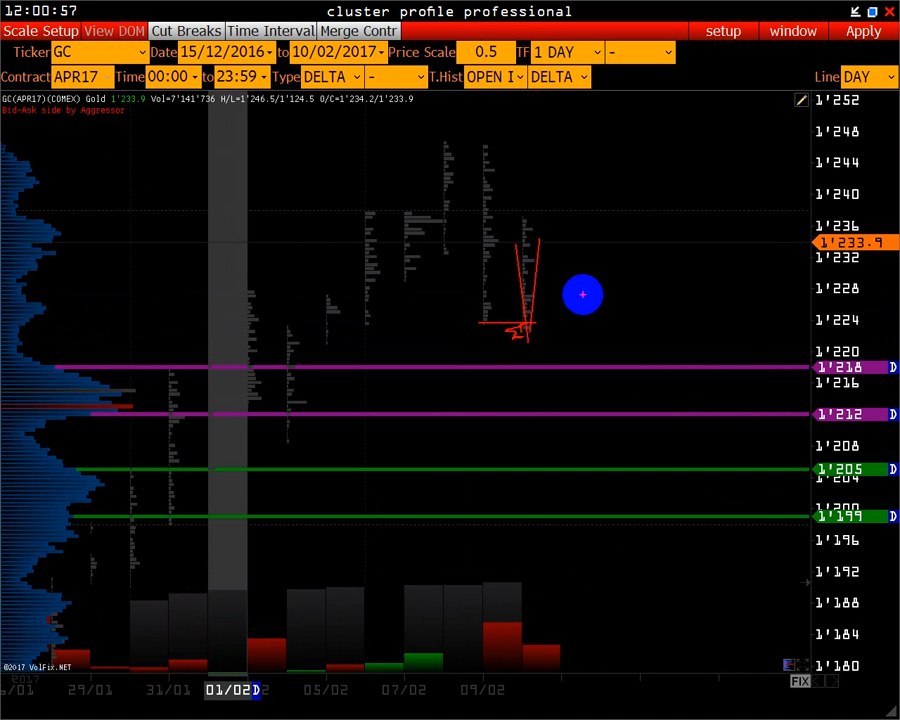 12:00:57 cluster profile professional
Scale Setup View DOM Cut Breaks Time Interval Merge Contr setup window Apply
Ticker GC Date 15/12/2016 to 10/02/2017 Price Scale 0.5 TF 1 DAY -
Contract APR17 Time 00:00 to 23:59 Type DELTA - T.Hist OPEN I DELTA Line DAY
GC(APR17)(COMEX) Gold 1'233.9 Vol=7'141'736 H/L=1'246.5/1'124.5 O/C=1'234.2/1'233.9
Bid-Ask side by Aggressor
1'252
1'248
1'244
1'240
1'236
1'233.9
1'232
1'228
1'224
1'220
1'218 D
1'216
1'212 D
1'208
1'205 D
1'204
1'200
1'199 D
1'196
1'192
1'188
1'184
1'180
©2017 VolFix.NET
FIX
2017
29/01 31/01 01/02 D 05/02 07/02 09/02